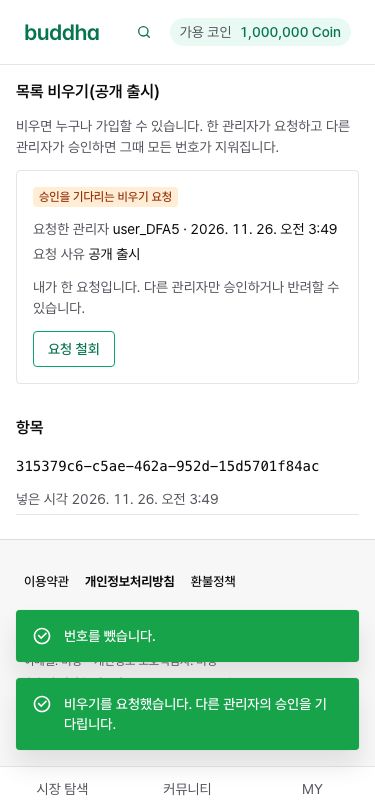 buddha
가용 코인 1,000,000 Coin
목록 비우기(공개 출시)
비우면 누구나 가입할 수 있습니다. 한 관리자가 요청하고 다른
관리자가 승인하면 그때 모든 번호가 지워집니다.
승인을 기다리는 비우기 요청
요청한 관리자 user_DFA5 · 2026. 11. 26. 오전 3:49
요청 사유 공개 출시
내가 한 요청입니다. 다른 관리자만 승인하거나 반려할 수
있습니다.
요청 철회
항목
315379c6-c5ae-462a-952d-15d5701f84ac
넣은 시각 2026. 11. 26. 오전 3:49
이용약관 개인정보처리방침 환불정책
번호를 뺐습니다.
비우기를 요청했습니다. 다른 관리자의 승인을 기
다립니다.
시장 탐색 커뮤니티 MY